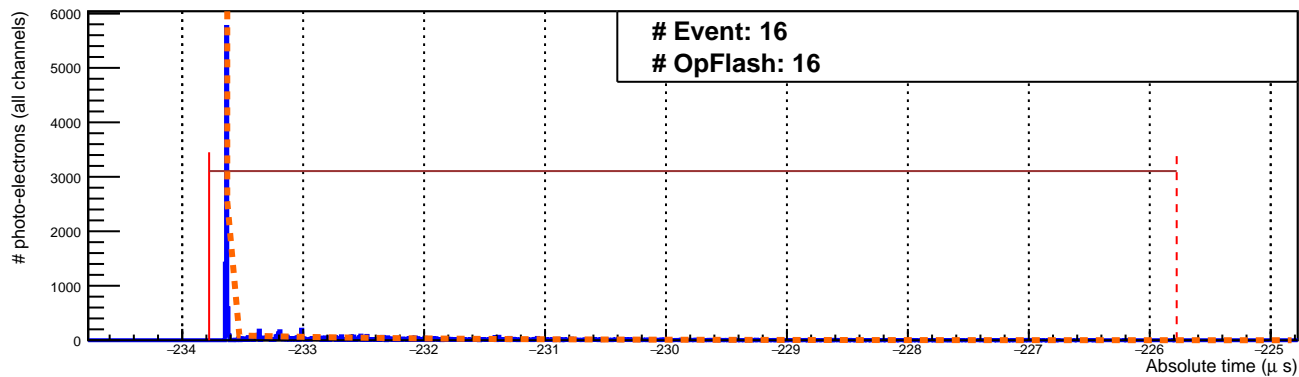 # photo-electrons (all channels)
6000
5000
4000
3000
2000
1000
0
# Event: 16
# OpFlash: 16
−234 −233 −232 −231 −230 −229 −228 −227 −226 −225
Absolute time (μ s)